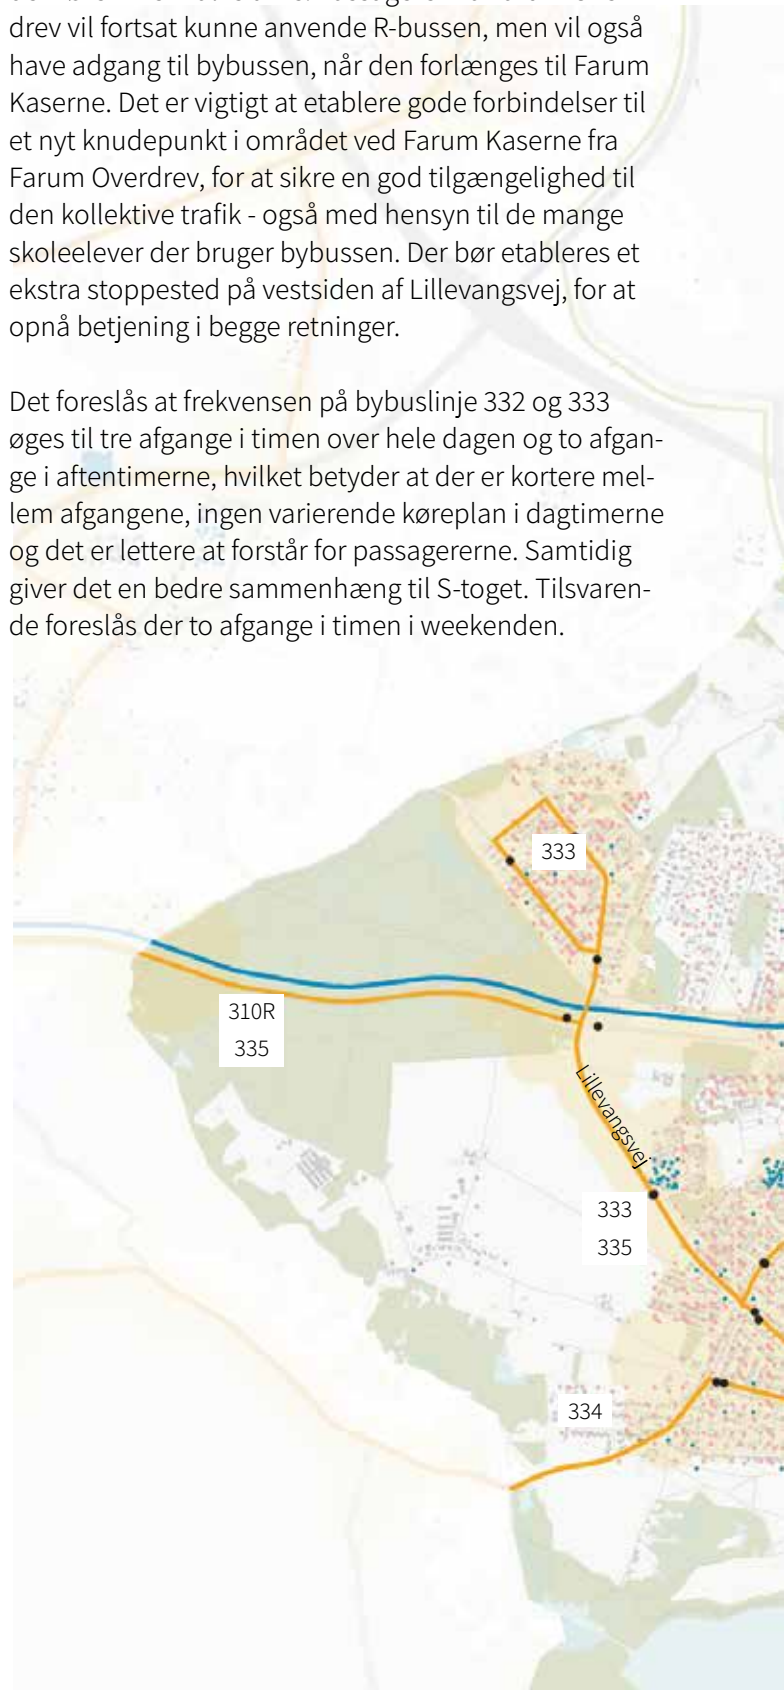 drev vil fortsat kunne anvende R-bussen, men vil også
have adgang til bybussen, når den forlænges til Farum
Kaserne. Det er vigtigt at etablere gode forbindelser til
et nyt knudepunkt i området ved Farum Kaserne fra
Farum Overdrev, for at sikre en god tilgængelighed til
den kollektive trafik - også med hensyn til de mange
skoleelever der bruger bybussen. Der bør etableres et
ekstra stoppested på vestsiden af Lillevangsvej, for at
opnå betjening i begge retninger.
Det foreslås at frekvensen på bybuslinje 332 og 333
øges til tre afgange i timen over hele dagen og to afgan-
ge i aftentimerne, hvilket betyder at der er kortere mel-
lem afgangene, ingen varierende køreplan i dagtimerne
og det er lettere at forstår for passagererne. Samtidig
giver det en bedre sammenhæng til S-toget. Tilsvaren-
de foreslås der to afgange i timen i weekenden.
333
310R
335
Lillevangsvej
333
335
334